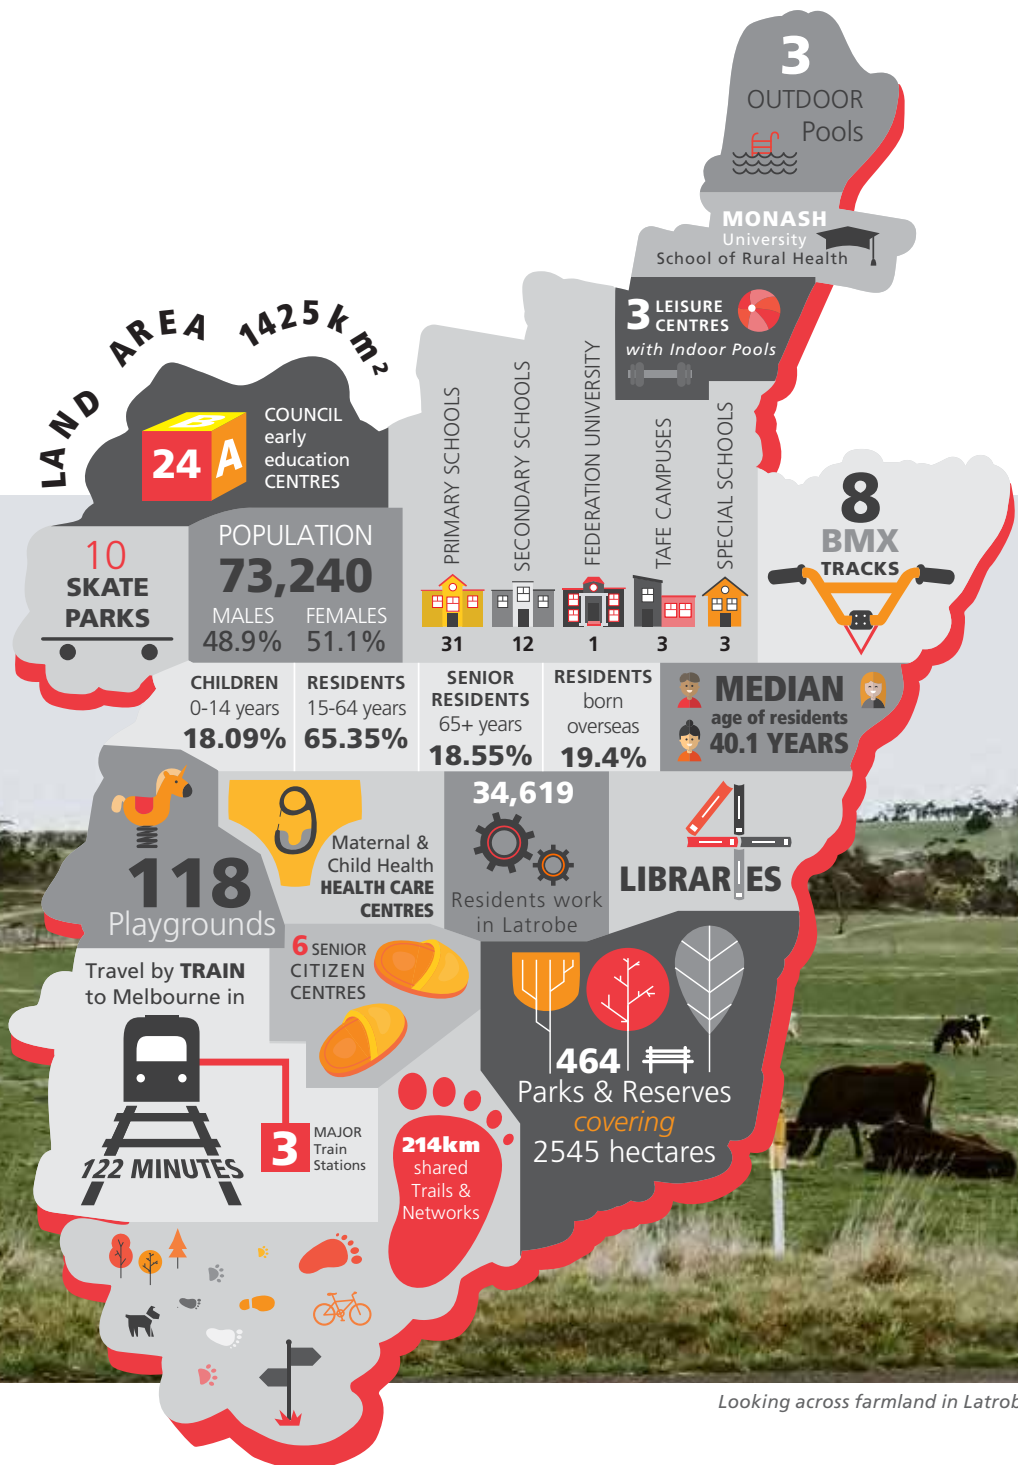 3
OUTDOOR
Pools
MONASH
University
School of Rural Health
3 LEISURE
CENTRES
with Indoor Pools
LAND AREA 1425km²
B
24 A
COUNCIL
early
education
CENTRES
PRIMARY SCHOOLS
31
SECONDARY SCHOOLS
12
FEDERATION UNIVERSITY
1
TAFE CAMPUSES
3
SPECIAL SCHOOLS
3
8
BMX
TRACKS
10
SKATE
PARKS
POPULATION
73,240
MALES FEMALES
48.9% 51.1%
CHILDREN
0-14 years
18.09%
RESIDENTS
15-64 years
65.35%
SENIOR
RESIDENTS
65+ years
18.55%
RESIDENTS
born
overseas
19.4%
MEDIAN
age of residents
40.1 YEARS
118
Playgrounds
Maternal &
Child Health
HEALTH CARE
CENTRES
34,619
Residents work
in Latrobe
4
LIBRARIES
6 SENIOR
CITIZEN
CENTRES
Travel by TRAIN
to Melbourne in
122 MINUTES
3 MAJOR
Train
Stations
464
Parks & Reserves
covering
2545 hectares
214km
shared
Trails &
Networks
Looking across farmland in Latrob